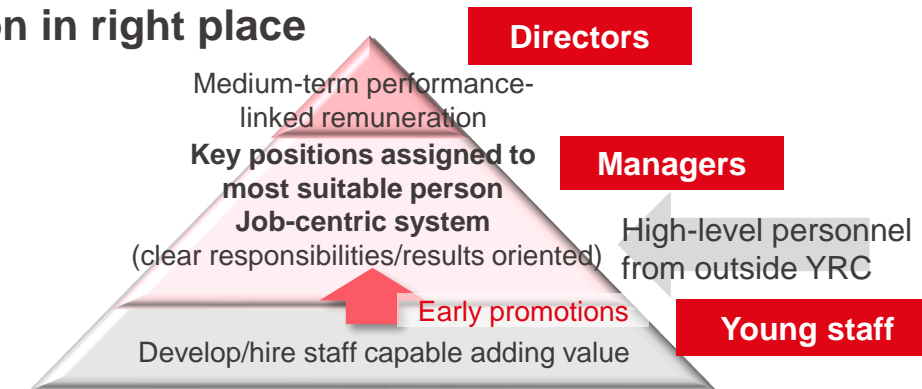 on in right place
Directors
Medium-term performance-
linked remuneration
Key positions assigned to
most suitable person
Job-centric system
(clear responsibilities/results oriented)
Managers
High-level personnel
from outside YRC
Early promotions
Young staff
Develop/hire staff capable adding value